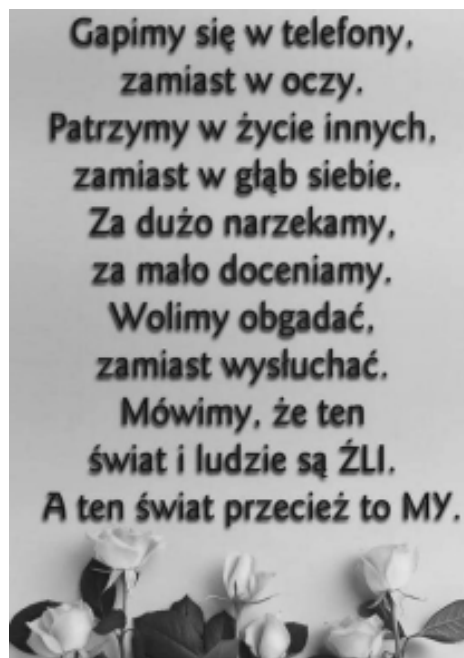 Gapimy się w telefony,
zamiast w oczy.
Patrzymy w życie innych,
zamiast w głąb siebie.
Za dużo narzekamy,
za mało doceniamy.
Wolimy obgadać,
zamiast wysłuchać.
Mówimy, że ten
świat i ludzie są ŹLI.
A ten świat przecież to MY.